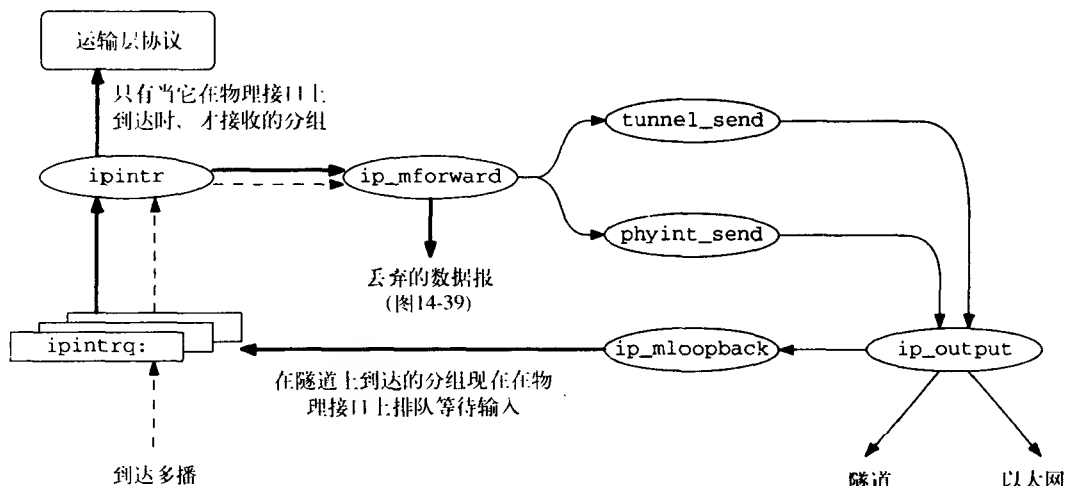 运输层协议
只有当它在物理接口上
到达时、才接收的分组
tunnel_send
ipintr
ip_mforward
phyint_send
丢弃的数据报
(图14-39)
ipintrq:
ip_mloopback
ip_output
在隧道上到达的分组现在在物
理接口上排队等待输入
到达多播
隧道
以太网